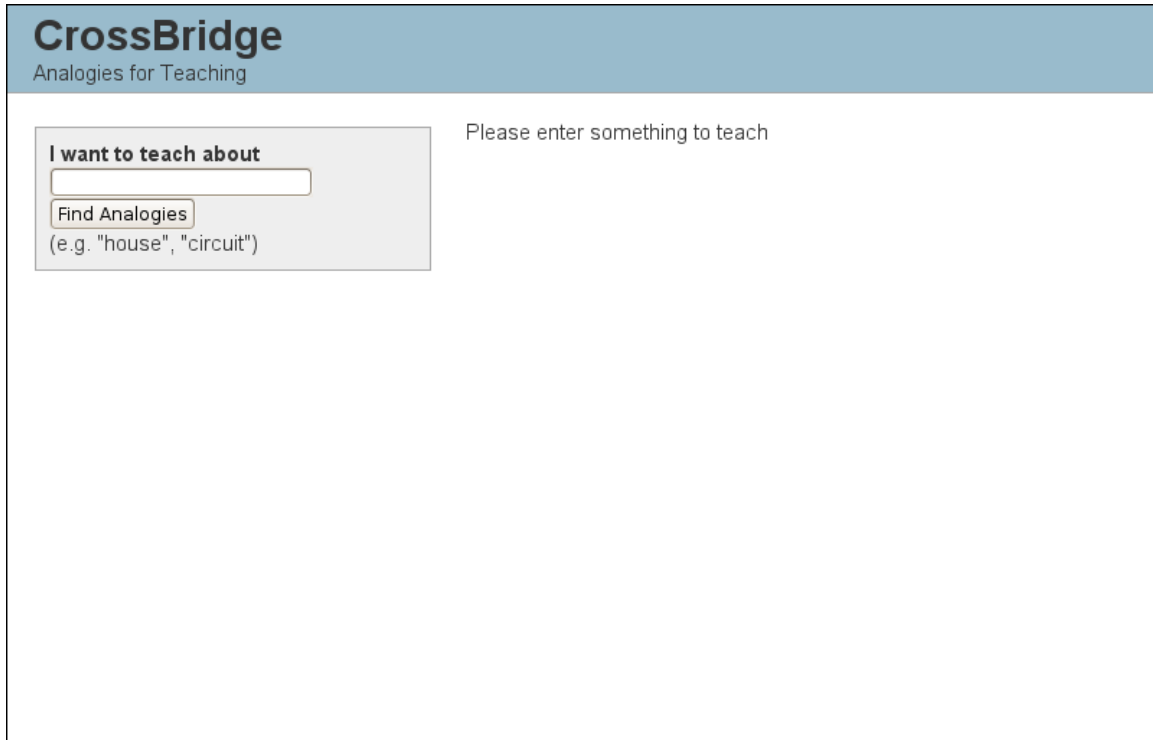 CrossBridge
Analogies for Teaching
I want to teach about
Find Analogies
(e.g. "house", "circuit")
Please enter something to teach